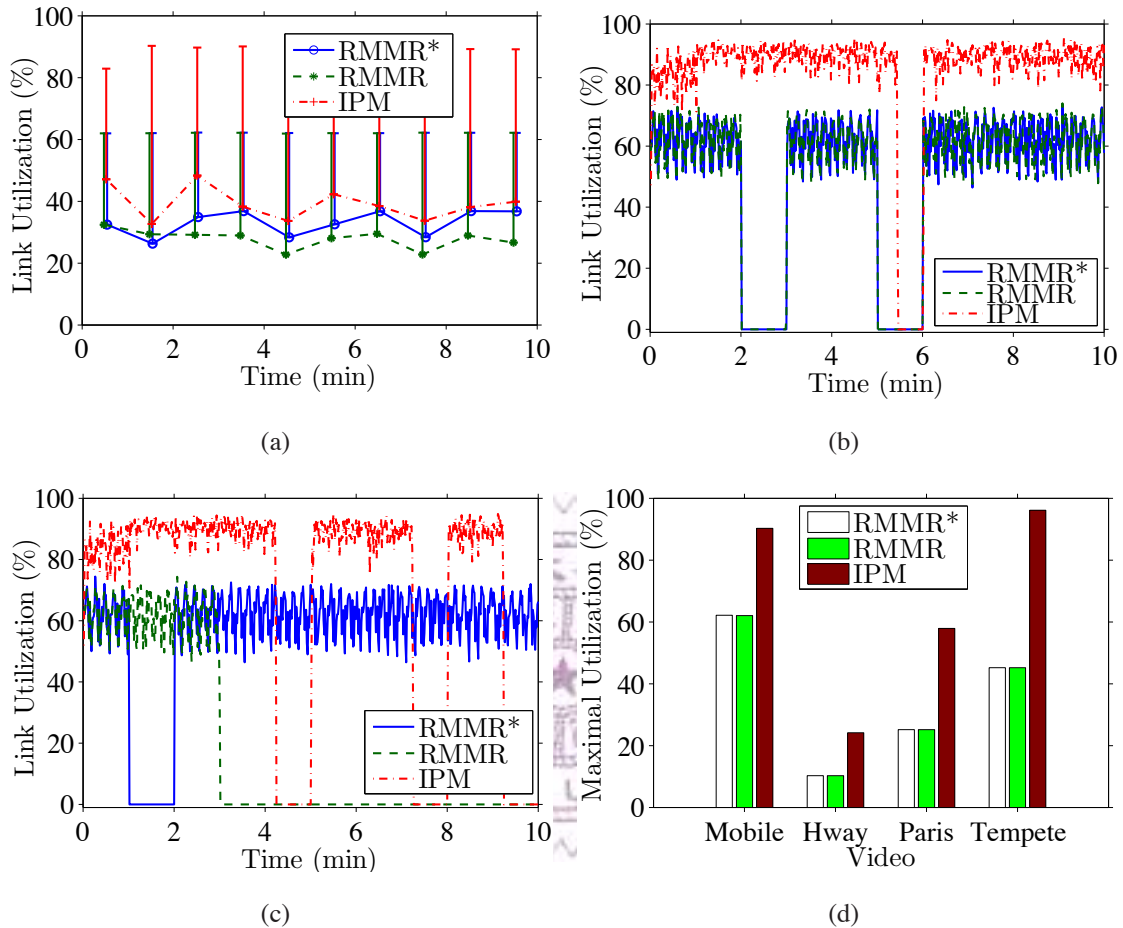 100
80
60
40
20
0
Link Utilization (%)
RMMR*
RMMR
IPM
0 2 4 6 8 10
Time (min)
(a)
100
80
60
40
20
0
Link Utilization (%)
RMMR*
RMMR
IPM
0 2 4 6 8 10
Time (min)
(b)
100
80
60
40
20
0
Link Utilization (%)
RMMR*
RMMR
IPM
0 2 4 6 8 10
Time (min)
(c)
100
80
60
40
20
0
Maximal Utilization (%)
RMMR*
RMMR
IPM
Mobile Hway Paris Tempete
Video
(d)